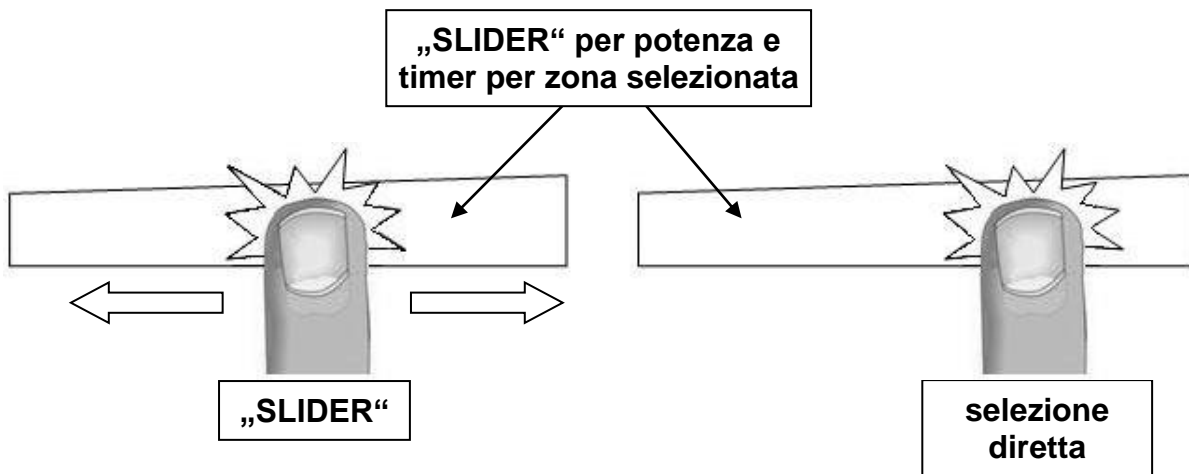 „SLIDER“ per potenza e
timer per zona selezionata
„SLIDER“
selezione
diretta